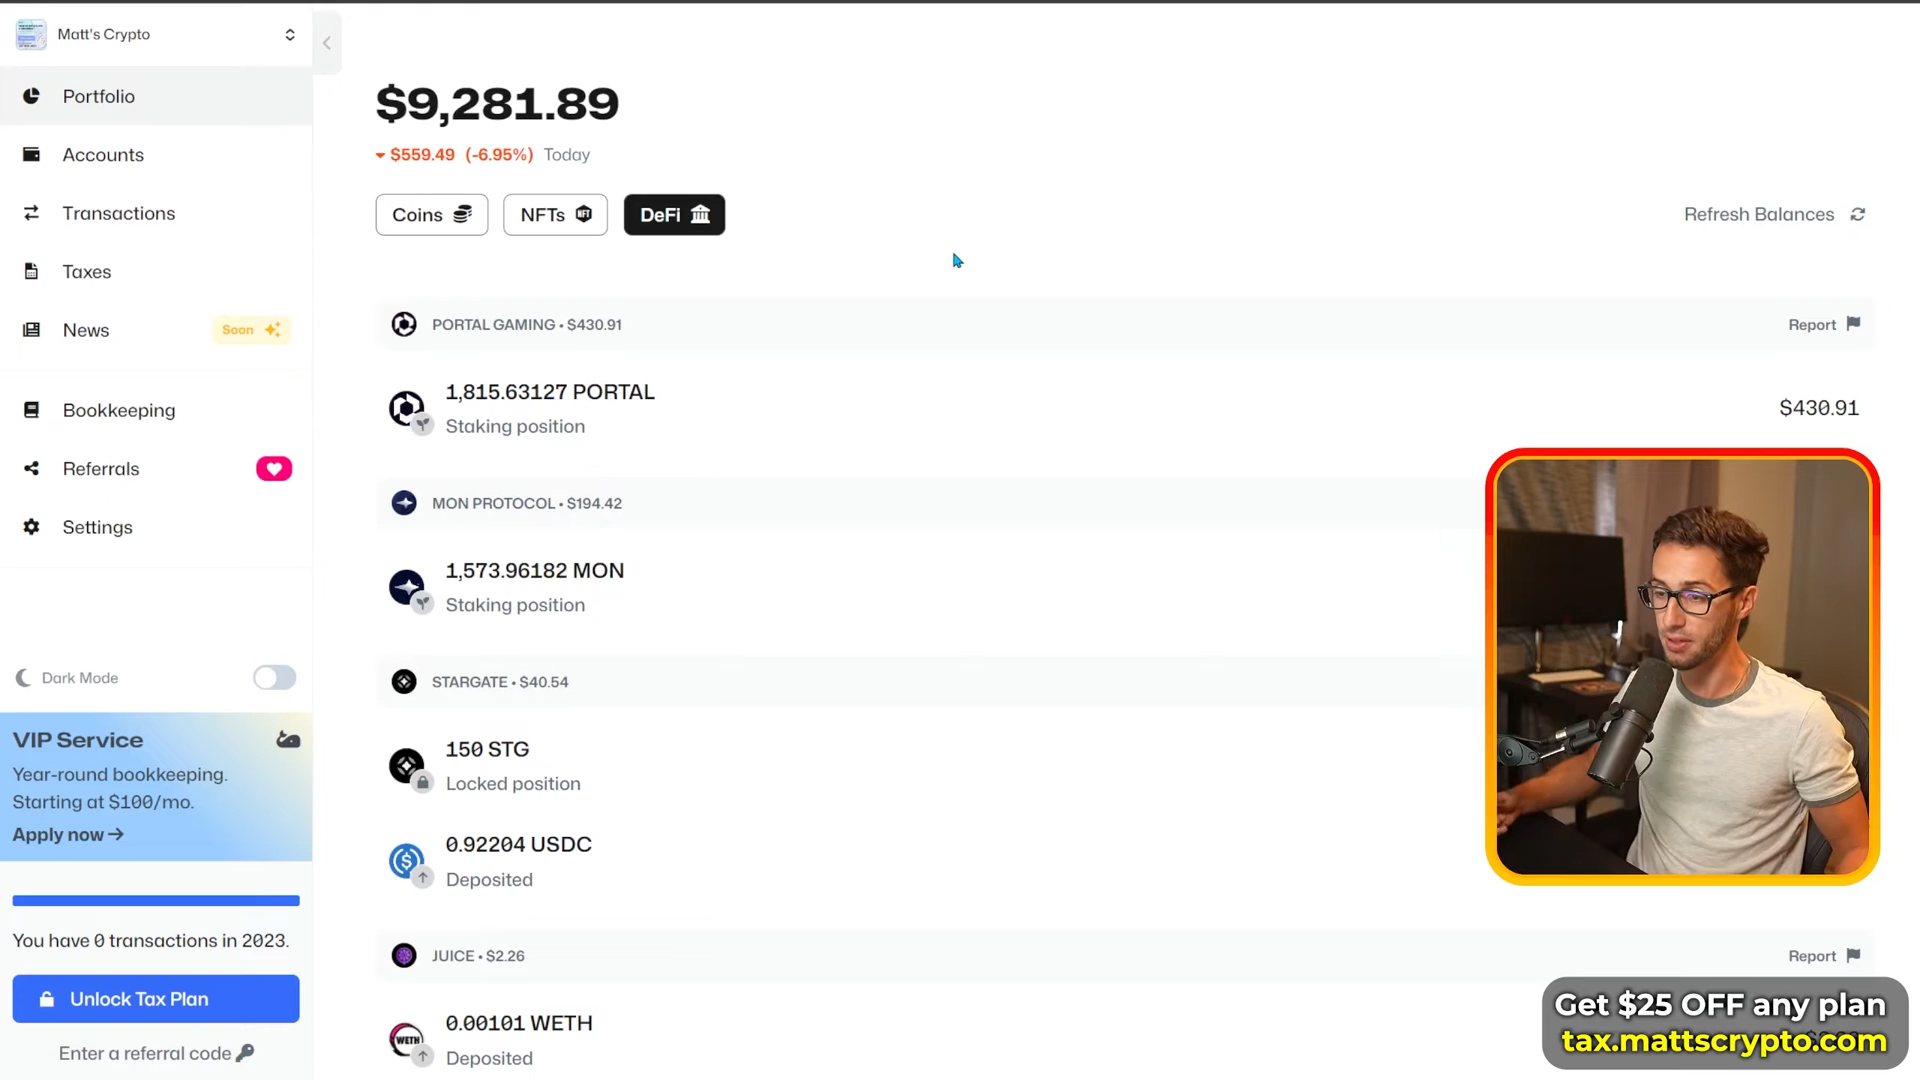 Matt's Crypto
Portfolio
Accounts
Transactions
Taxes
News
Soon
Bookkeeping
Referrals
Settings
Dark Mode
VIP Service
Year-round bookkeeping.
Starting at $100/mo.
Apply now →
You have 0 transactions in 2023.
Unlock Tax Plan
Enter a referral code
$9,281.89
$559.49 (-6.95%) Today
Coins
NFTs
NFT
DeFi
Refresh Balances
PORTAL GAMING • $430.91
Report
1,815.63127 PORTAL
Staking position
$430.91
MON PROTOCOL • $194.42
1,573.96182 MON
Staking position
STARGATE • $40.54
150 STG
Locked position
0.92204 USDC
Deposited
JUICE • $2.26
Report
WETH
0.00101 WETH
Deposited
Get $25 OFF any plan
tax.mattscrypto.com